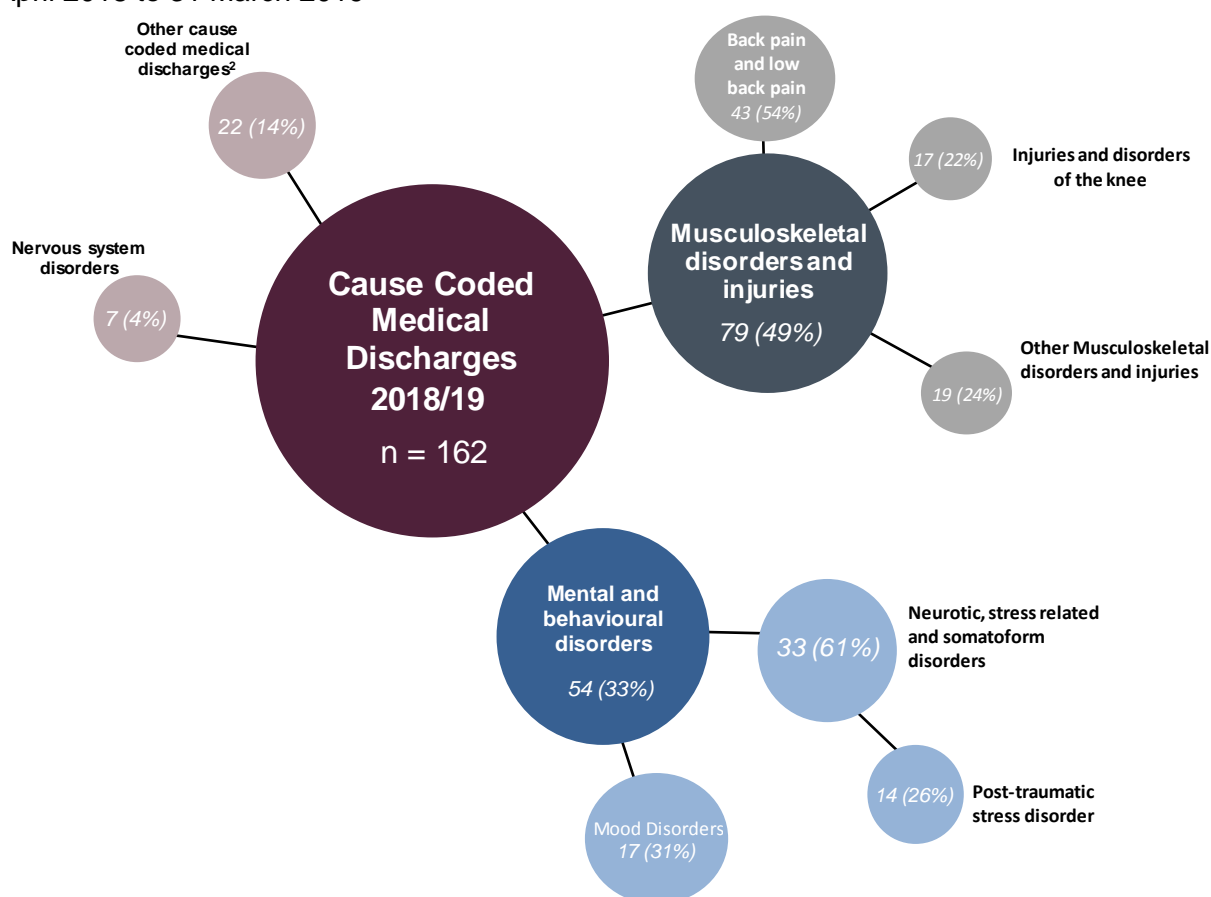 Other cause
coded medical
discharges²
22 (14%)
Nervous system
disorders
7 (4%)
Cause Coded
Medical
Discharges
2018/19
n = 162
Back pain
and low
back pain
43 (54%)
17 (22%)
Injuries and disorders
of the knee
Musculoskeletal
disorders and
injuries
79 (49%)
Other Musculoskeletal
disorders and injuries
19 (24%)
Mental and
behavioural
disorders
54 (33%)
33 (61%)
Neurotic, stress related
and somatoform
disorders
14 (26%)
Post-traumatic
stress disorder
Mood Disorders
17 (31%)